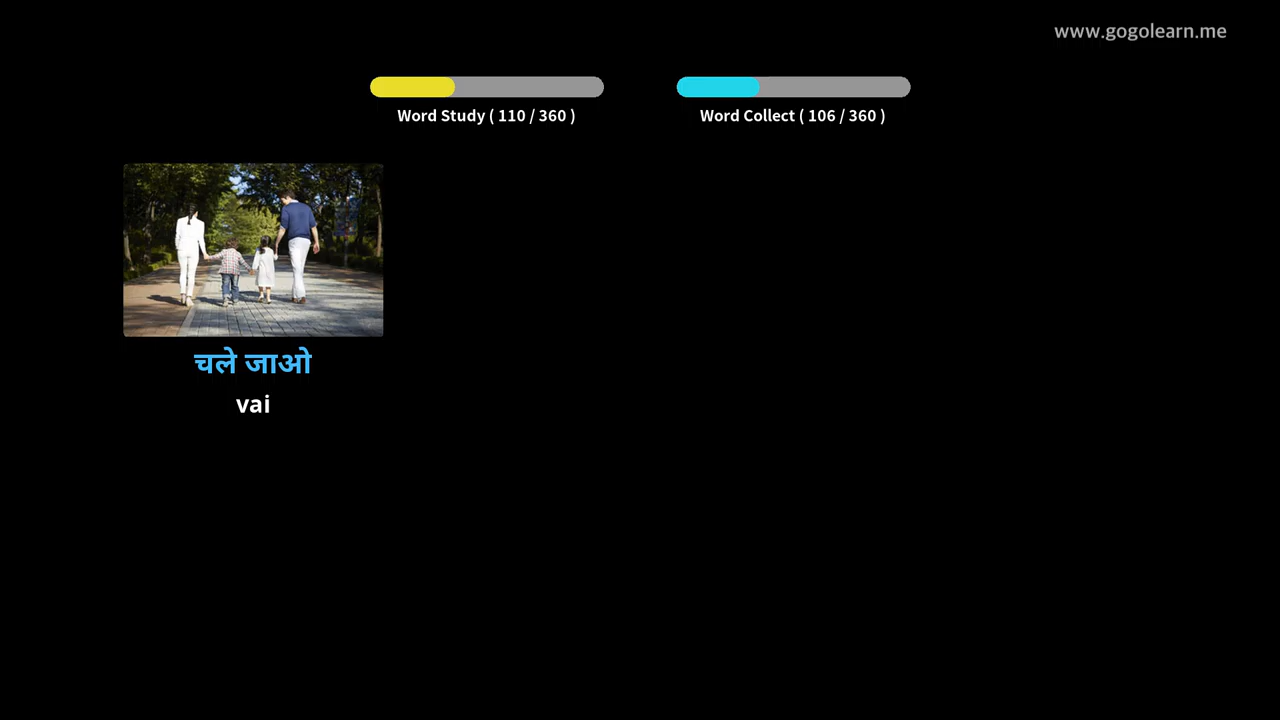 www.gogolearn.me
Word Study ( 110 / 360 )
Word Collect ( 106 / 360 )
चले जाओ
vai